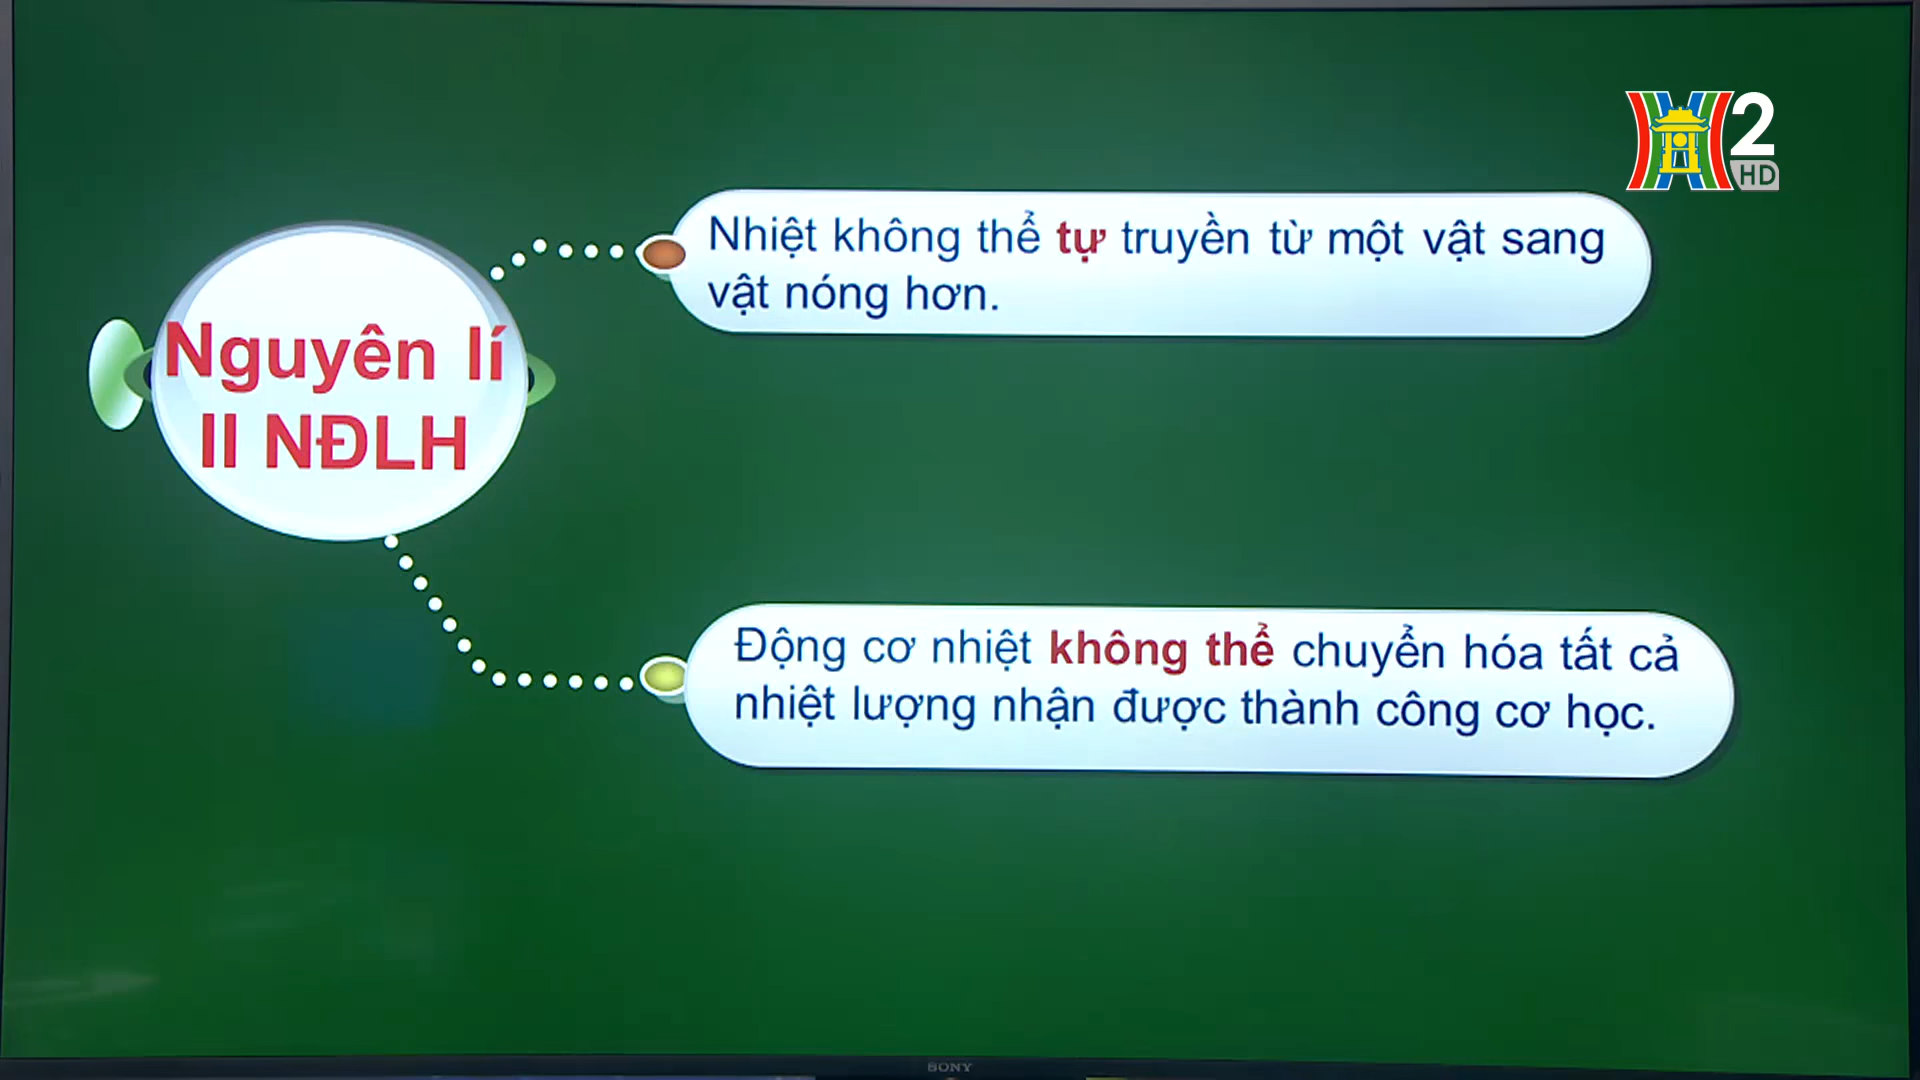 2
HD
Nhiệt không thể tự truyền từ một vật sang
vật nóng hơn.
Nguyên lí
II NĐLH
Động cơ nhiệt không thể chuyển hóa tất cả
nhiệt lượng nhận được thành công cơ học.
SONY